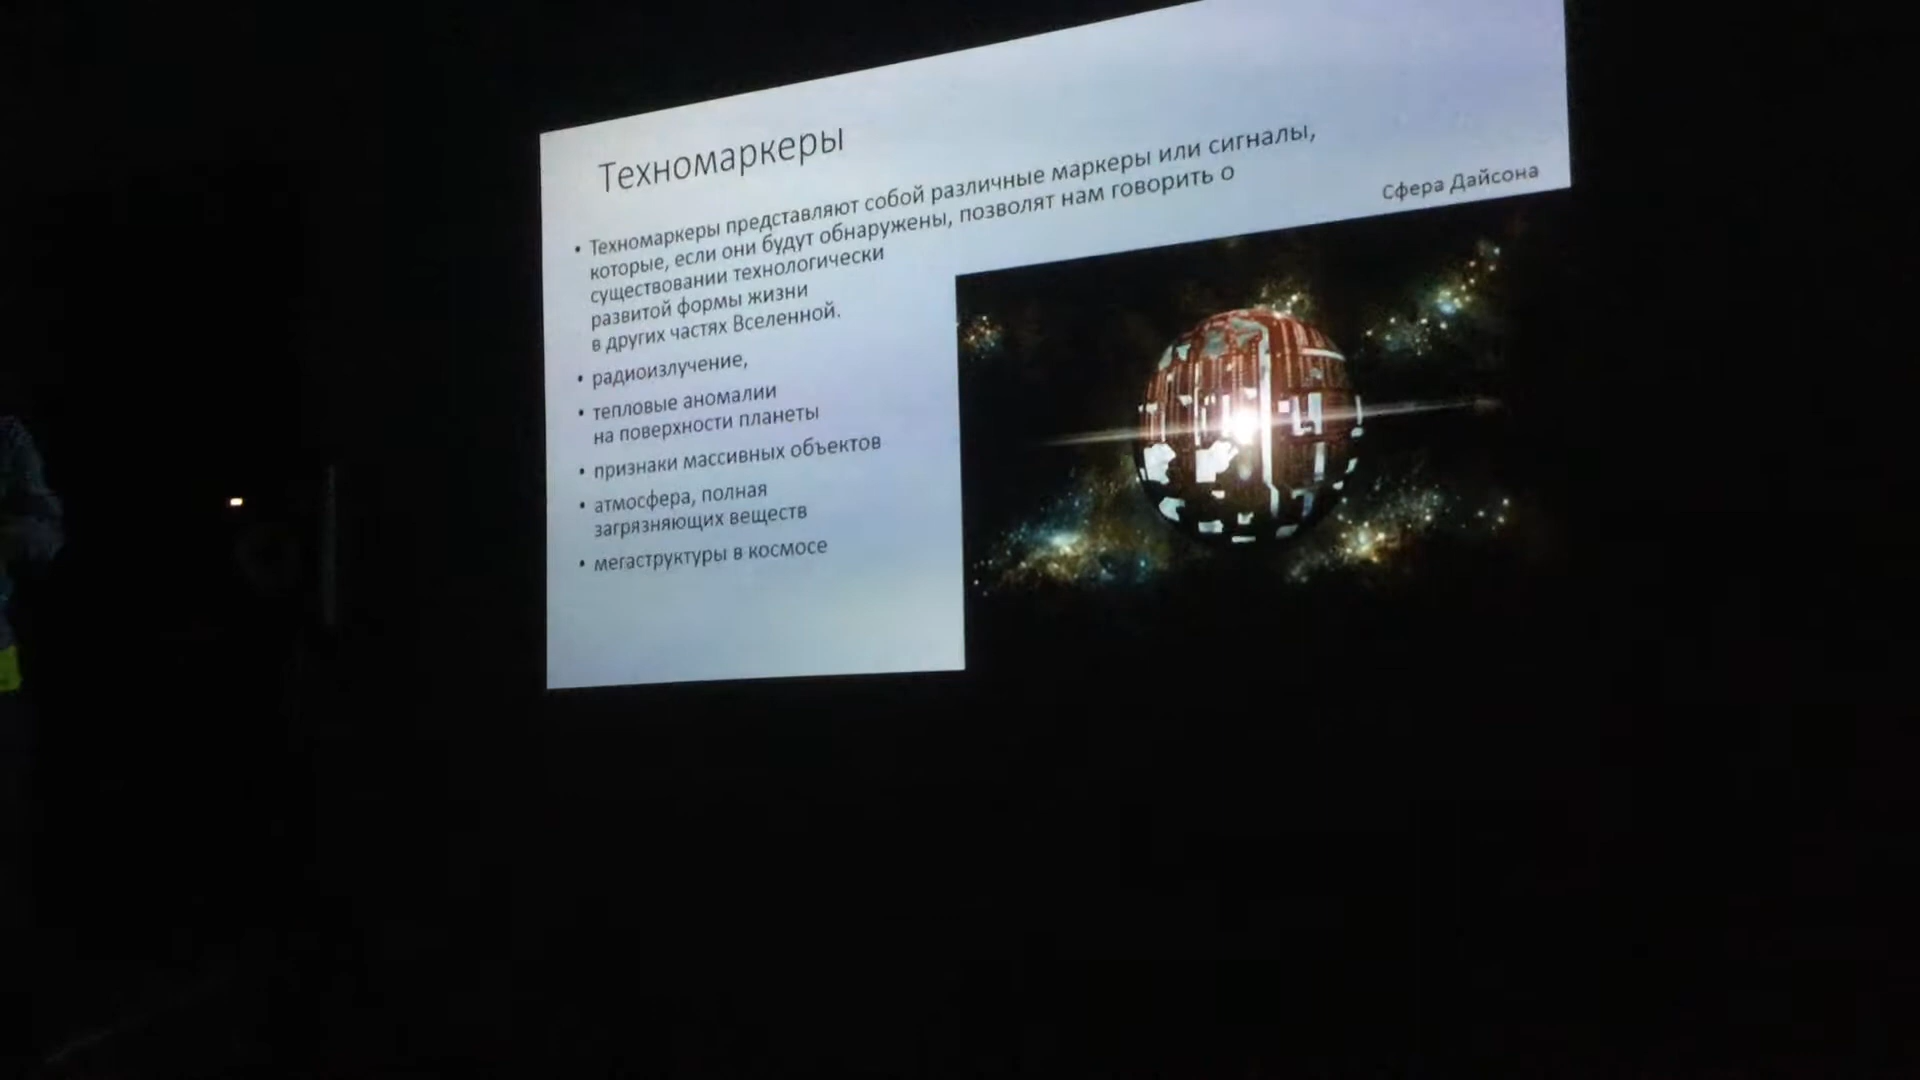 Техномаркеры
• Техномаркеры представляют собой различные маркеры или сигналы,
которые, если они будут обнаружены, позволят нам говорить о
существовании технологически
развитой формы жизни
в других частях Вселенной.
• радиоизлучение,
• тепловые аномалии
на поверхности планеты
• признаки массивных объектов
• атмосфера, полная
загрязняющих веществ
• мегаструктуры в космосе
Сфера Дайсона